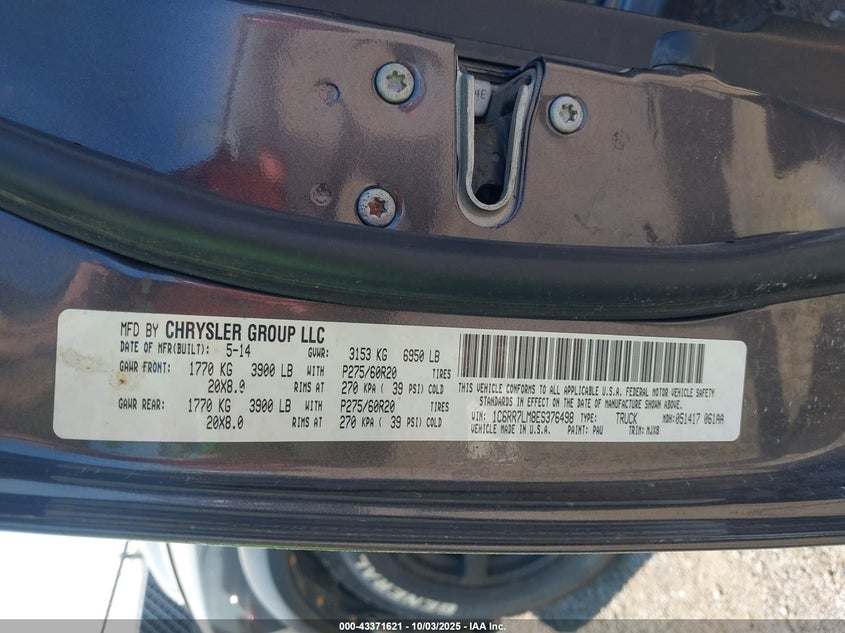 4E
MFD BY CHRYSLER GROUP LLC
DATE OF MFR(BUILT): 5-14 GVWR: 3153 KG 6950 LB
GAWR FRONT: 1770 KG 3900 LB WITH P275/60R20 TIRES
20X8.0 RIMS AT 270 KPA ( 39 PSI) COLD
GAWR REAR: 1770 KG 3900 LB WITH P275/60R20 TIRES
20X8.0 RIMS AT 270 KPA ( 39 PSI) COLD
THIS VEHICLE CONFORMS TO ALL APPLICABLE U.S.A. FEDERAL MOTOR VEHICLE SAFETY
STANDARDS IN EFFECT ON THE DATE OF MANUFACTURE SHOWN ABOVE.
VIN: 1C6RR7LM8ES376498 TYPE: TRUCK MDH:051417 061AA
VEHICLE MADE IN U.S.A. PAINT: PAU TRIM: MJX8
GENERAL
000-43371621 - 10/03/2025 - IAA Inc.